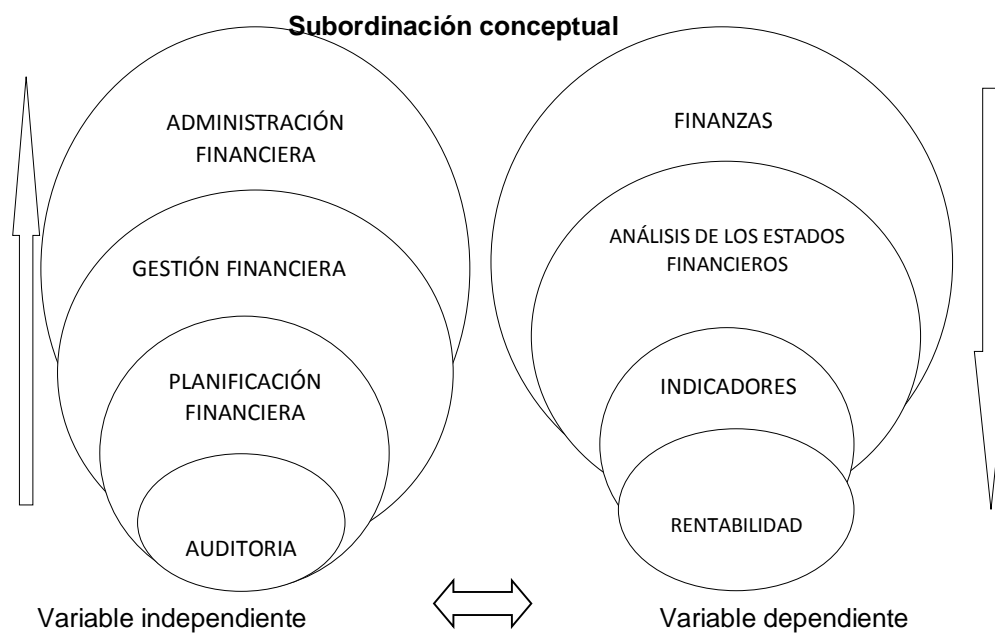 Subordinación conceptual
ADMINISTRACIÓN
FINANCIERA
GESTIÓN FINANCIERA
PLANIFICACIÓN
FINANCIERA
AUDITORIA
Variable independiente
FINANZAS
ANÁLISIS DE LOS ESTADOS
FINANCIEROS
INDICADORES
RENTABILIDAD
Variable dependiente